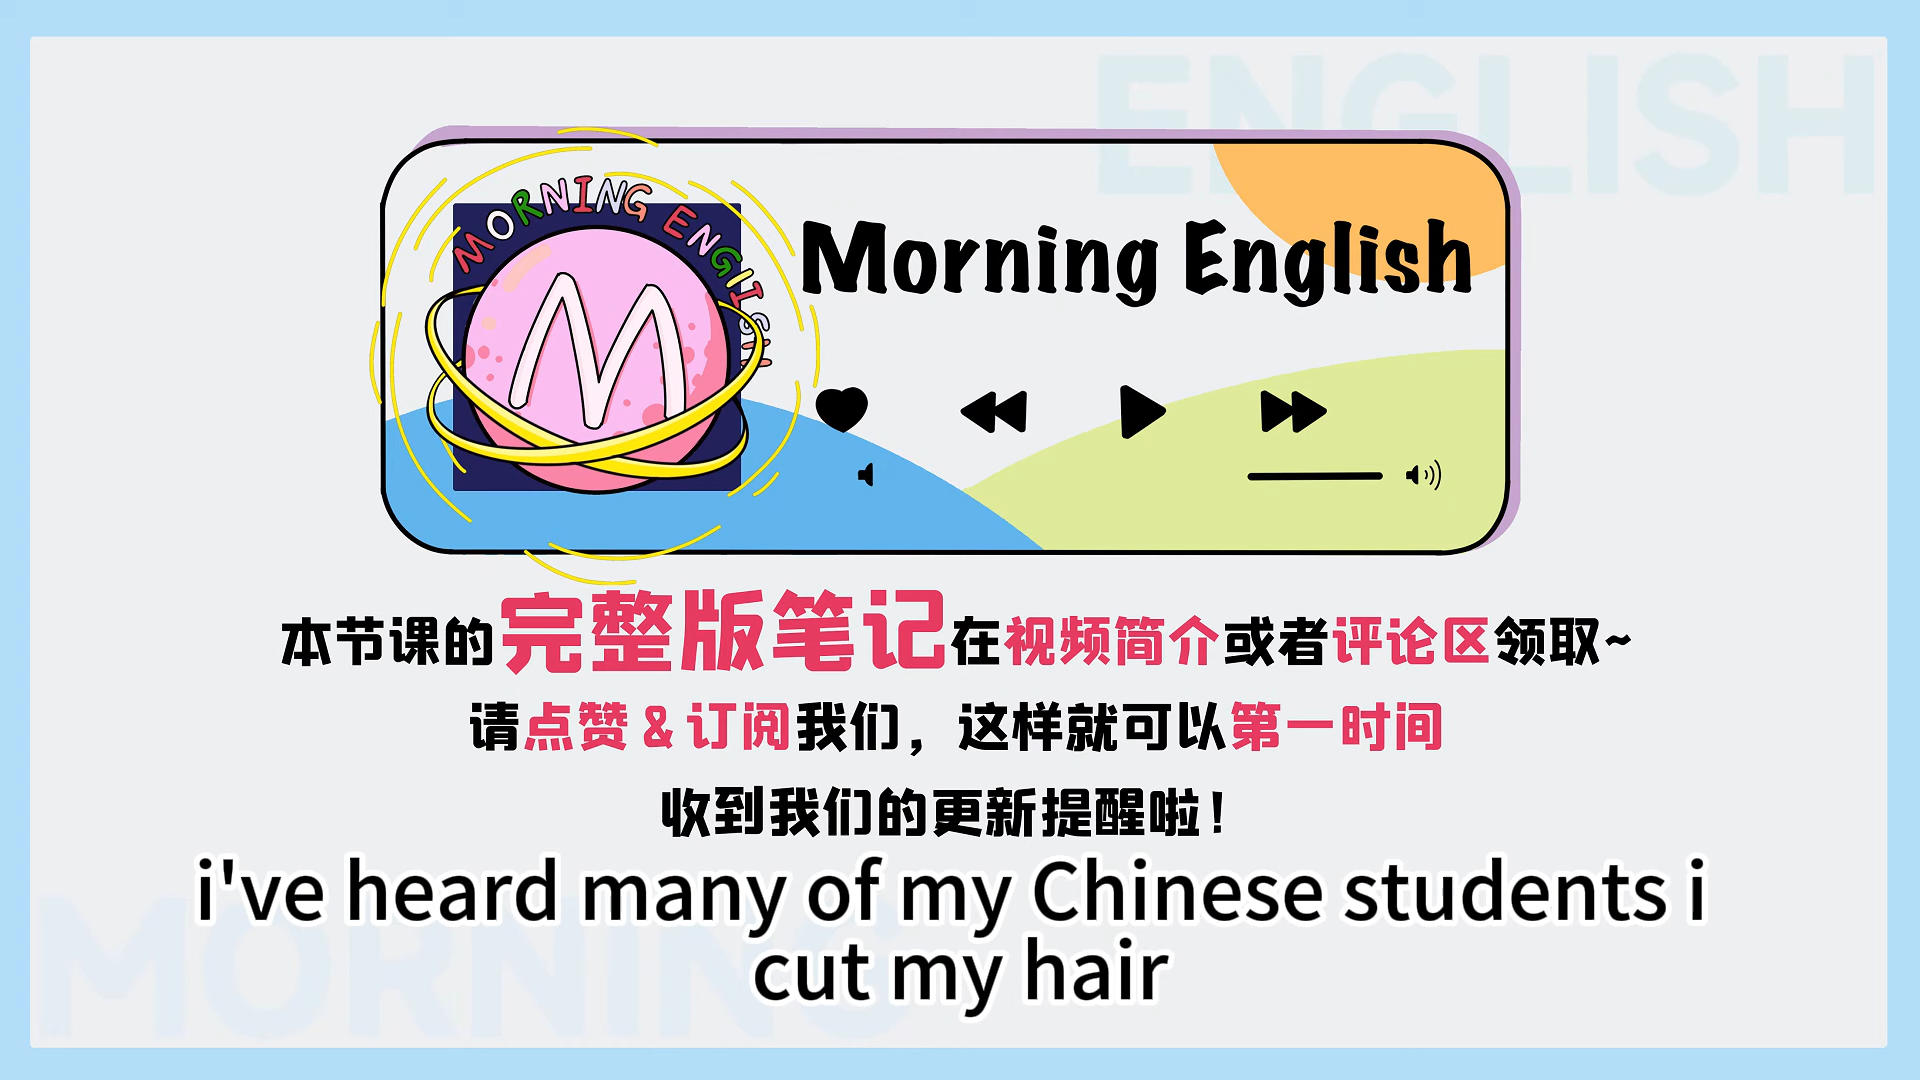 ENGLISH
MORNING ENGLISH
M
Morning English
本节课的完整版笔记在视频简介或者评论区领取~
请点赞&订阅我们，这样就可以第一时间
收到我们的更新提醒啦！
i've heard many of my Chinese students i
cut my hair
MORNING